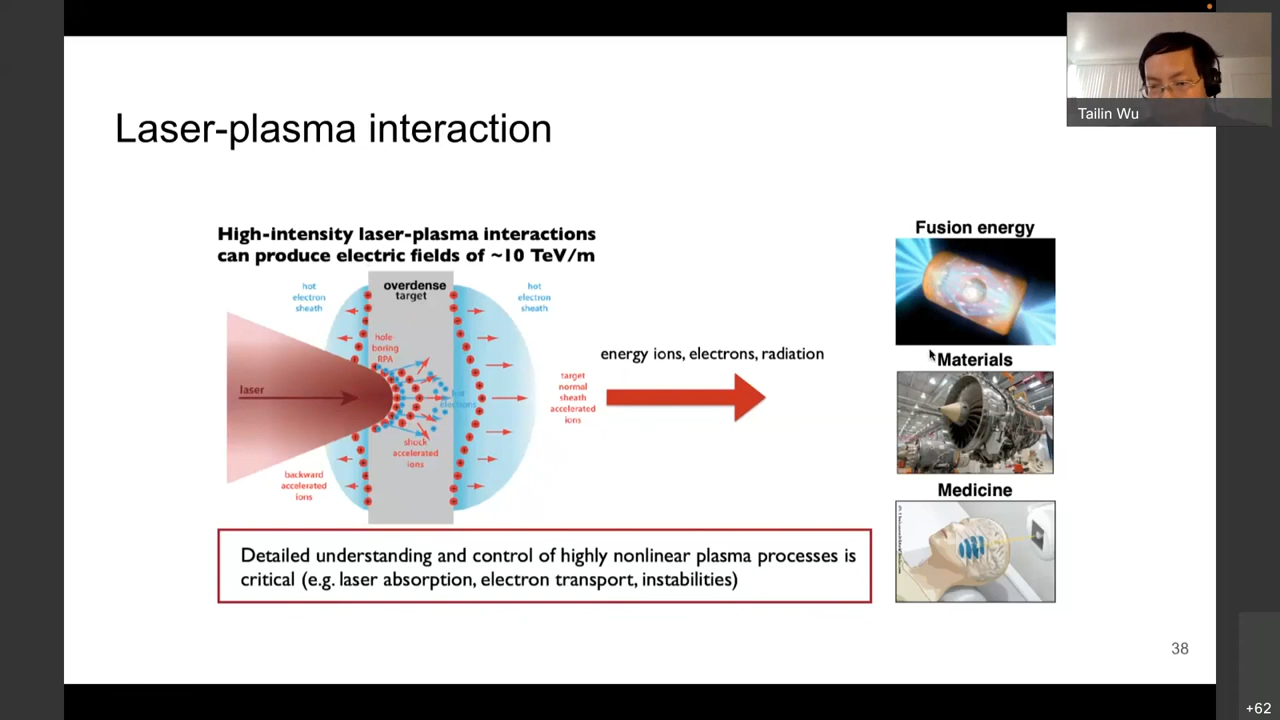 Tailin Wu
Laser-plasma interaction
High-intensity laser-plasma interactions
can produce electric fields of ~10 TeV/m
hot
electron
sheath
overdense
target
hot
electron
sheath
hole-
boring
RPA
laser
hot
electrons
shock
accelerated
ions
backward
accelerated
ions
target
normal
sheath
accelerated
ions
energy ions, electrons, radiation
Fusion energy
Materials
Medicine
Detailed understanding and control of highly nonlinear plasma processes is
critical (e.g. laser absorption, electron transport, instabilities)
38
+62